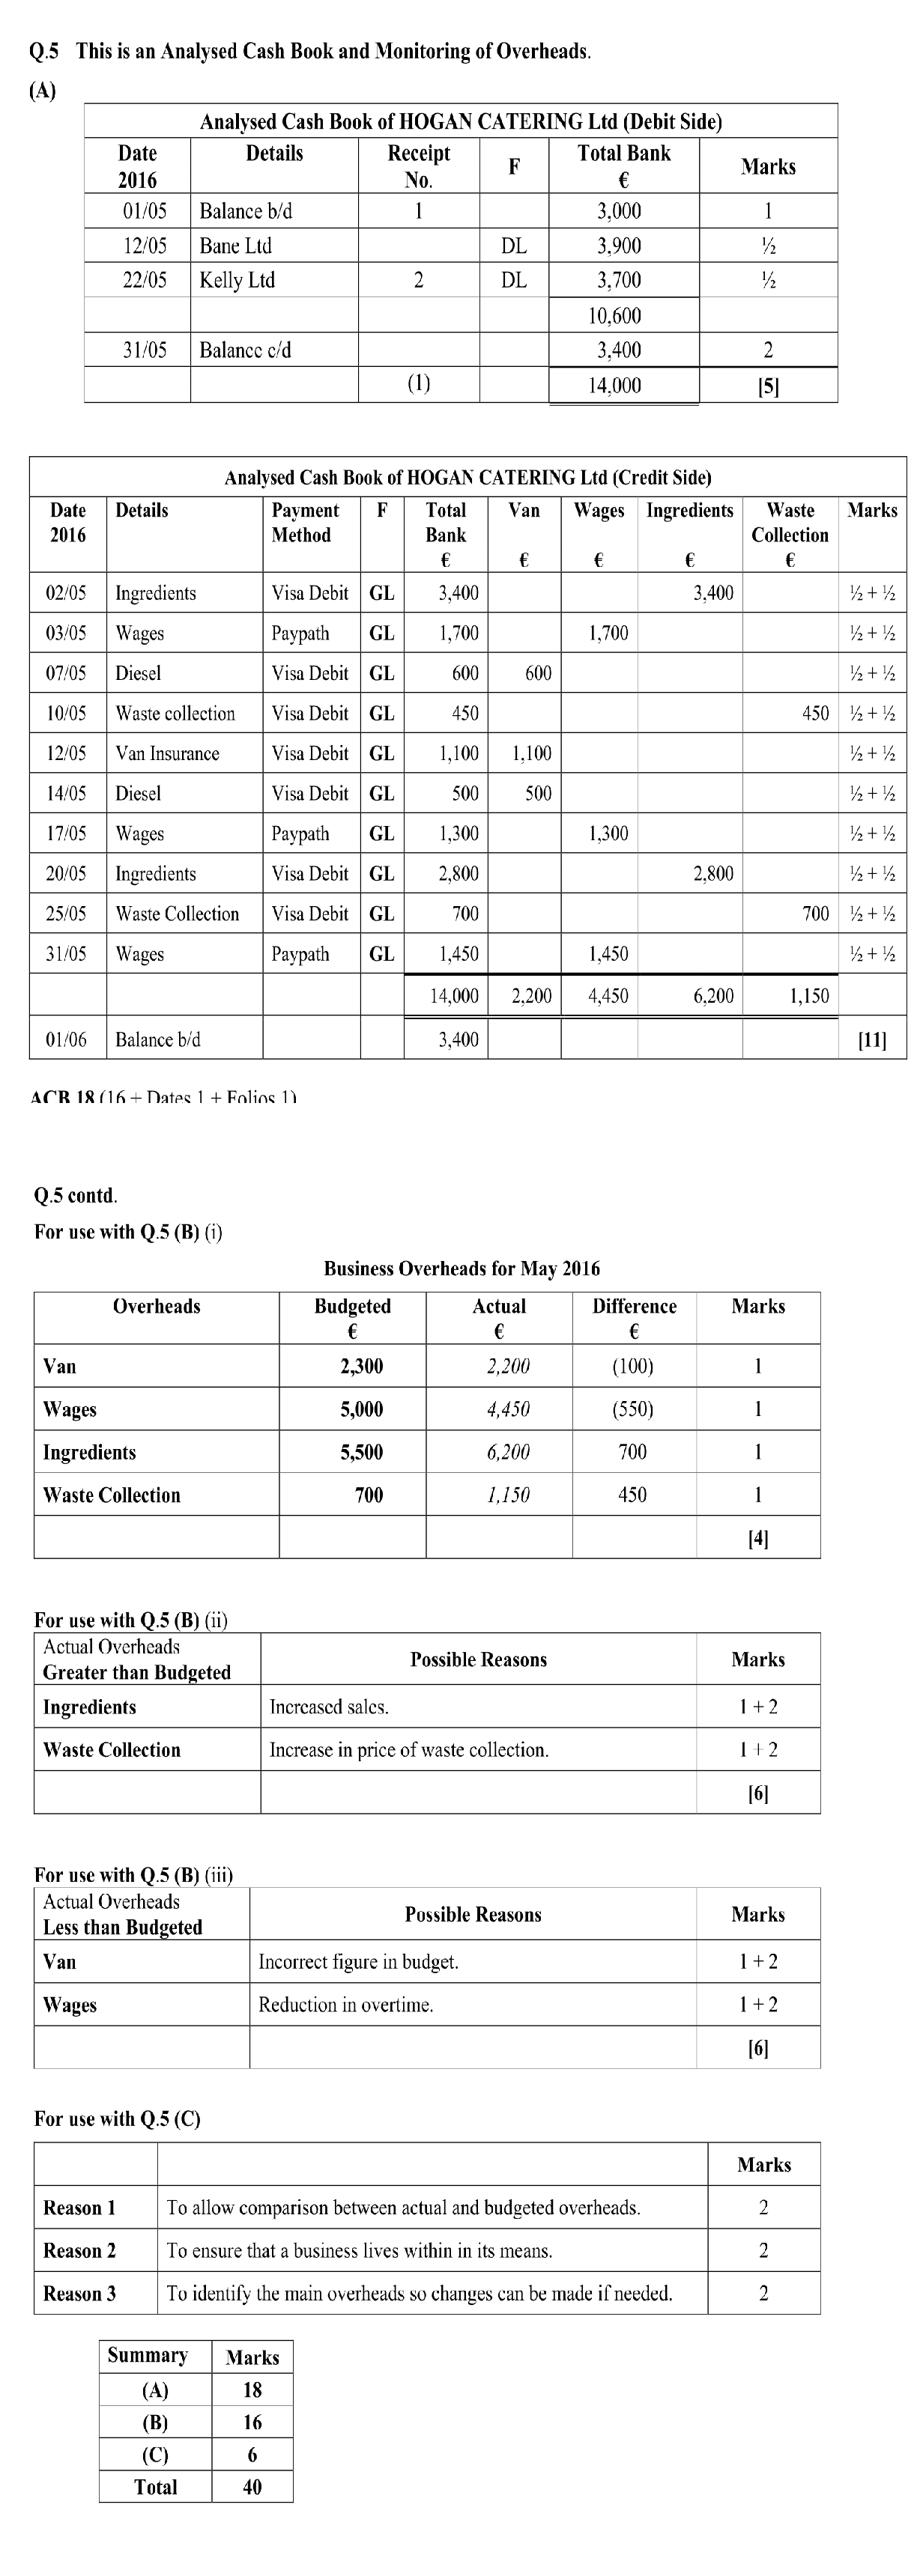 Q.5 This is an Analysed Cash Book and Monitoring of Overheads.
(A)
Analysed Cash Book of HOGAN CATERING Ltd (Debit Side)
Date 2016 Details Receipt No. F Total Bank € Marks
01/05 Balance b/d 1 3,000 1
12/05 Bane Ltd DL 3,900 ½
22/05 Kelly Ltd 2 DL 3,700 ½
10,600
31/05 Balance c/d 3,400 2
(1) 14,000 [5]
Analysed Cash Book of HOGAN CATERING Ltd (Credit Side)
Date 2016 Details Payment Method F Total Bank € Van € Wages € Ingredients € Waste Collection € Marks
02/05 Ingredients Visa Debit GL 3,400 3,400 ½ + ½
03/05 Wages Paypath GL 1,700 1,700 ½ + ½
07/05 Diesel Visa Debit GL 600 600 ½ + ½
10/05 Waste collection Visa Debit GL 450 450 ½ + ½
12/05 Van Insurance Visa Debit GL 1,100 1,100 ½ + ½
14/05 Diesel Visa Debit GL 500 500 ½ + ½
17/05 Wages Paypath GL 1,300 1,300 ½ + ½
20/05 Ingredients Visa Debit GL 2,800 2,800 ½ + ½
25/05 Waste Collection Visa Debit GL 700 700 ½ + ½
31/05 Wages Paypath GL 1,450 1,450 ½ + ½
14,000 2,200 4,450 6,200 1,150
01/06 Balance b/d 3,400 [11]
ACB 18 (16 + Dates 1 + Folios 1)
Q.5 contd.
For use with Q.5 (B) (i)
Business Overheads for May 2016
Overheads Budgeted € Actual € Difference € Marks
Van 2,300 2,200 (100) 1
Wages 5,000 4,450 (550) 1
Ingredients 5,500 6,200 700 1
Waste Collection 700 1,150 450 1
[4]
For use with Q.5 (B) (ii)
Actual Overheads Greater than Budgeted Possible Reasons Marks
Ingredients Increased sales. 1 + 2
Waste Collection Increase in price of waste collection. 1 + 2
[6]
For use with Q.5 (B) (iii)
Actual Overheads Less than Budgeted Possible Reasons Marks
Van Incorrect figure in budget. 1 + 2
Wages Reduction in overtime. 1 + 2
[6]
For use with Q.5 (C)
Marks
Reason 1 To allow comparison between actual and budgeted overheads. 2
Reason 2 To ensure that a business lives within in its means. 2
Reason 3 To identify the main overheads so changes can be made if needed. 2
Summary Marks
(A) 18
(B) 16
(C) 6
Total 40